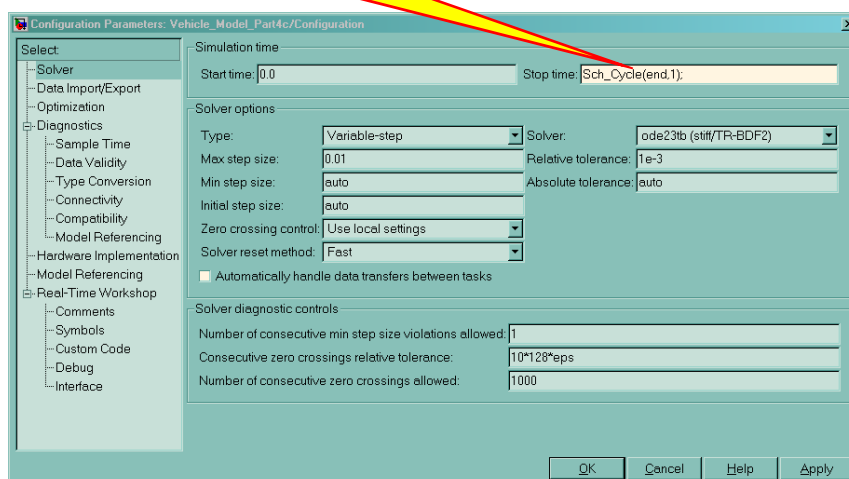 Configuration Parameters: Vehicle_Model_Part4c/Configuration
Select:
Solver
Data Import/Export
Optimization
Diagnostics
Sample Time
Data Validity
Type Conversion
Connectivity
Compatibility
Model Referencing
Hardware Implementation
Model Referencing
Real-Time Workshop
Comments
Symbols
Custom Code
Debug
Interface
Simulation time
Start time: 0.0 Stop time: Sch_Cycle(end,1);
Solver options
Type: Variable-step Solver: ode23tb (stiff/TR-BDF2)
Max step size: 0.01 Relative tolerance: 1e-3
Min step size: auto Absolute tolerance: auto
Initial step size: auto
Zero crossing control: Use local settings
Solver reset method: Fast
Automatically handle data transfers between tasks
Solver diagnostic controls
Number of consecutive min step size violations allowed: 1
Consecutive zero crossings relative tolerance: 10*128*eps
Number of consecutive zero crossings allowed: 1000
OK Cancel Help Apply